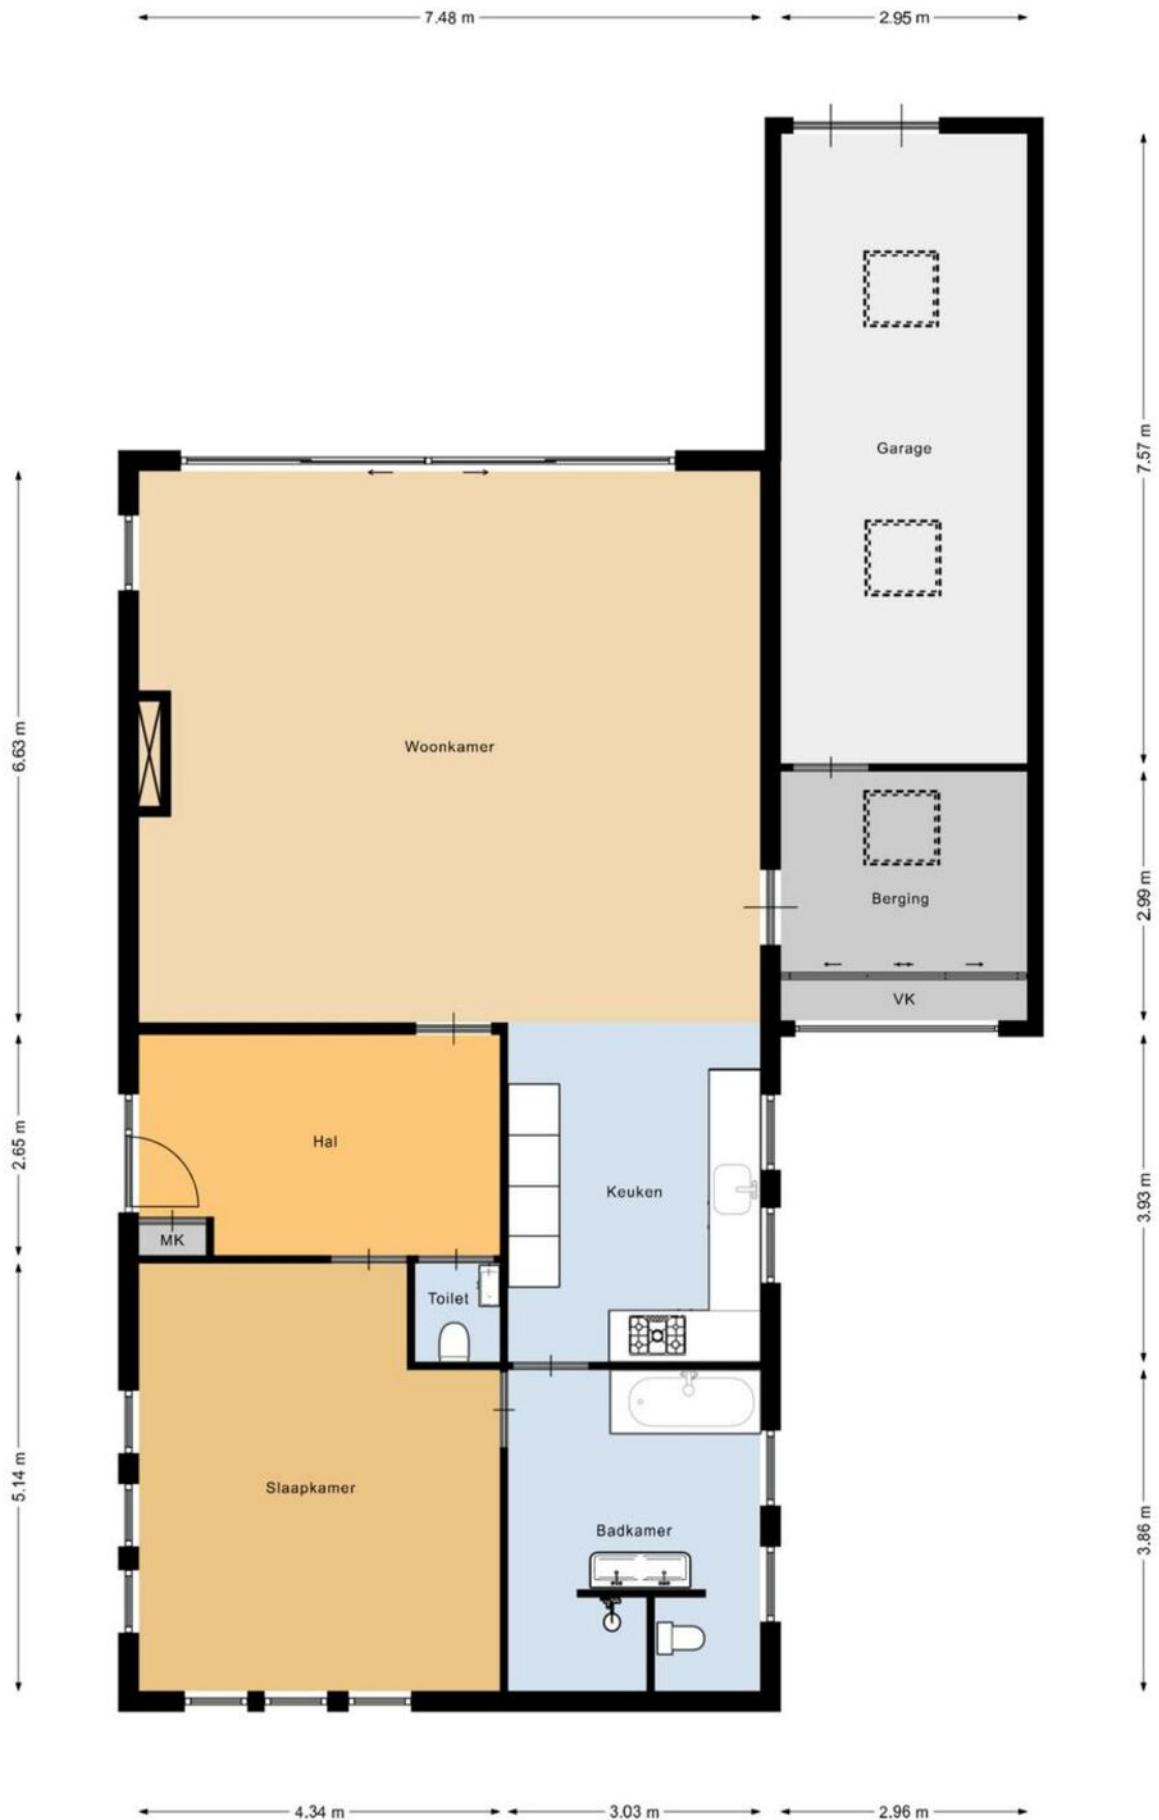 7.48 m
2.95 m
Garage
7.57 m
Woonkamer
6.63 m
Berging
2.99 m
VK
Hal
2.65 m
Keuken
3.93 m
MK
Toilet
Slaapkamer
5.14 m
Badkamer
3.86 m
4.34 m
3.03 m
2.96 m